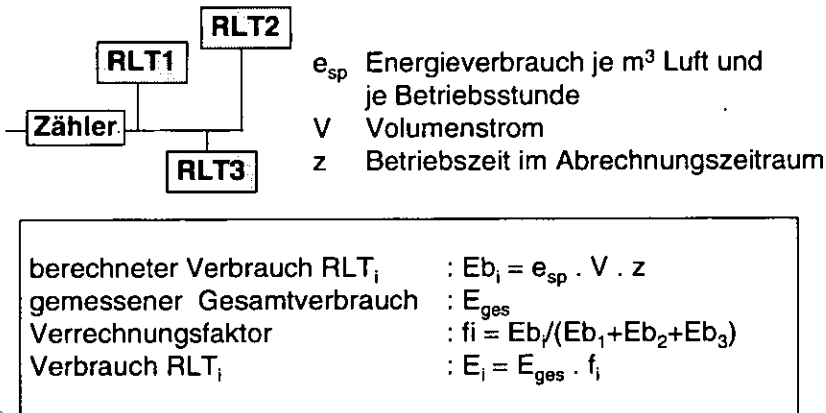 RLT2
RLT1
Zähler
RLT3
e_sp Energieverbrauch je m³ Luft und
je Betriebsstunde
V Volumenstrom
z Betriebszeit im Abrechnungszeitraum
berechneter Verbrauch RLT_i : Eb_i = e_sp . V . z
gemessener Gesamtverbrauch : E_ges
Verrechnungsfaktor : fi = Eb_i/(Eb_1+Eb_2+Eb_3)
Verbrauch RLT_i : E_i = E_ges . f_i